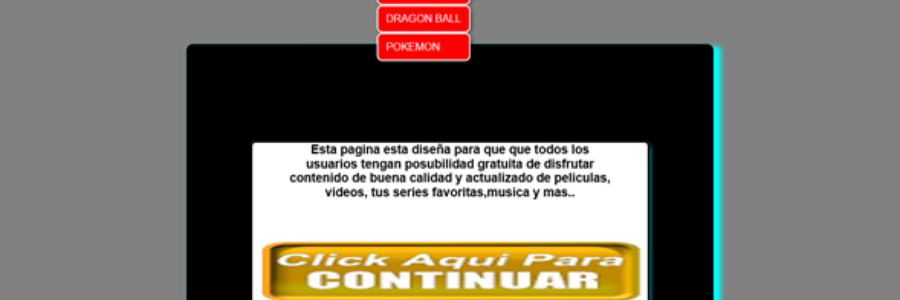 DRAGON BALL
POKEMON
Esta pagina esta diseña para que que todos los
usuarios tengan posubilidad gratuita de disfrutar
contenido de buena calidad y actualizado de peliculas,
videos, tus series favoritas,musica y mas..
Click Aqui Para
CONTINUAR